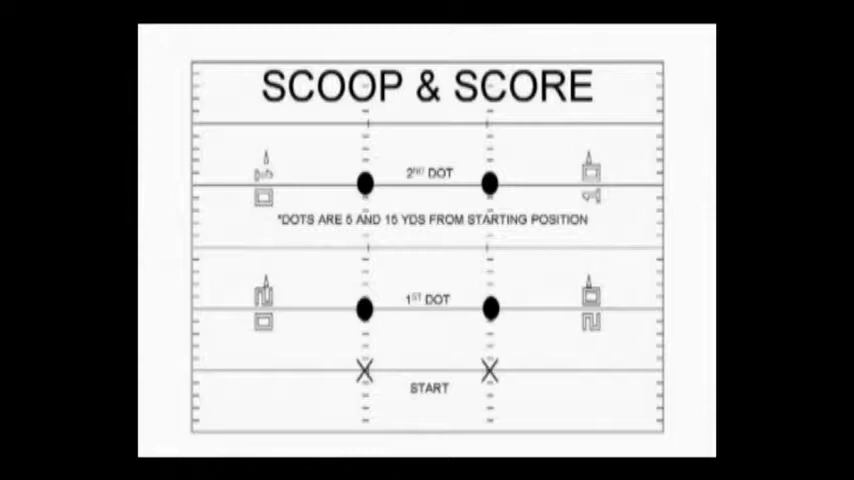 SCOOP & SCORE
2ND DOT
*DOTS ARE 5 AND 15 YDS FROM STARTING POSITION
1ST DOT
START